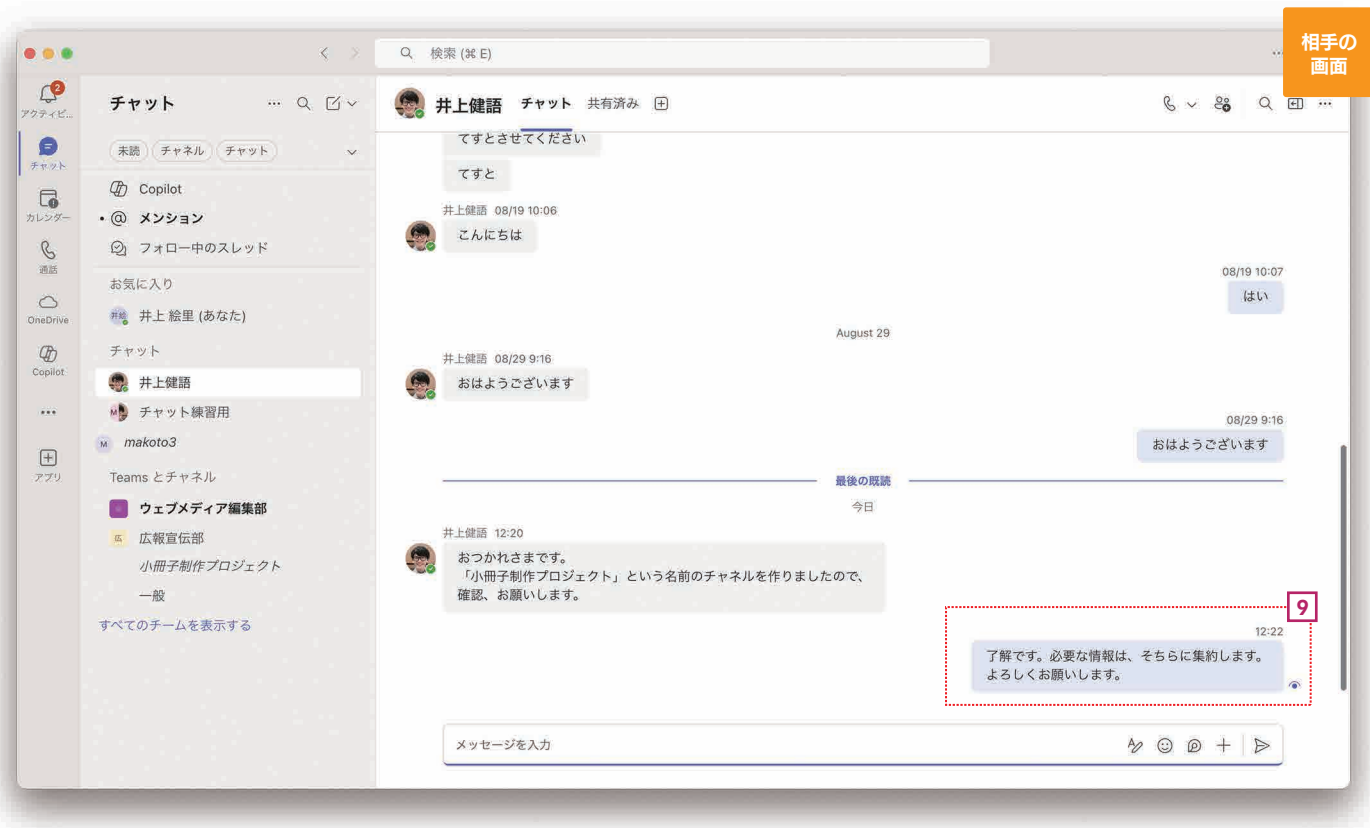 相手の
画面
検索 (⌘ E)
2
アクティビ...
チャット
カレンダー
通話
OneDrive
Copilot
アプリ
チャット
未読
チャネル
チャット
Copilot
メンション
フォロー中のスレッド
お気に入り
井絵
井上 絵里 (あなた)
チャット
井上健語
M
チャット練習用
M
makoto3
Teams とチャネル
ウェブメディア編集部
広
広報宣伝部
小冊子制作プロジェクト
一般
すべてのチームを表示する
井上健語
チャット
共有済み
てすとさせてください
てすと
井上健語 08/19 10:06
こんにちは
08/19 10:07
はい
August 29
井上健語 08/29 9:16
おはようございます
08/29 9:16
おはようございます
最後の既読
今日
井上健語 12:20
おつかれさまです。
「小冊子制作プロジェクト」という名前のチャネルを作りましたので、
確認、お願いします。
9
12:22
了解です。必要な情報は、そちらに集約します。
よろしくお願いします。
メッセージを入力